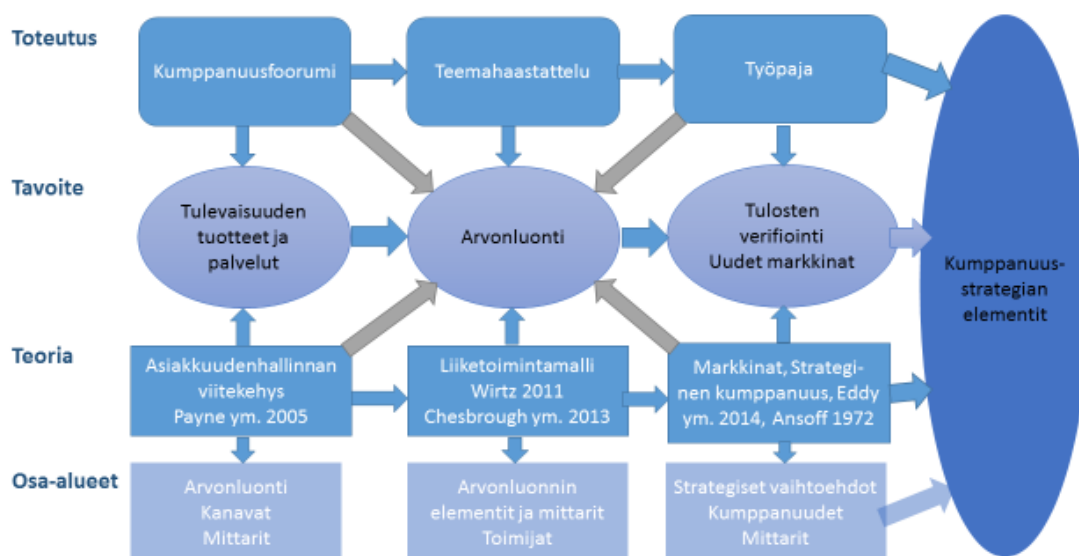 Toteutus
Kumppanuusfoorumi
Teemahaastattelu
Työpaja
Tavoite
Tulevaisuuden
tuotteet ja
palvelut
Arvonluonti
Tulosten
verifiointi
Uudet markkinat
Kumppanuus-
strategian
elementit
Teoria
Asiakkuudenhallinnan
viitekehys
Payne ym. 2005
Liiketoimintamalli
Wirtz 2011
Chesbrough ym. 2013
Markkinat, Strategi-
nen kumppanuus, Eddy
ym. 2014, Ansoff 1972
Osa-alueet
Arvonluonti
Kanavat
Mittarit
Arvonluonnin
elementit ja mittarit
Toimijat
Strategiset vaihtoehdot
Kumppanuudet
Mittarit